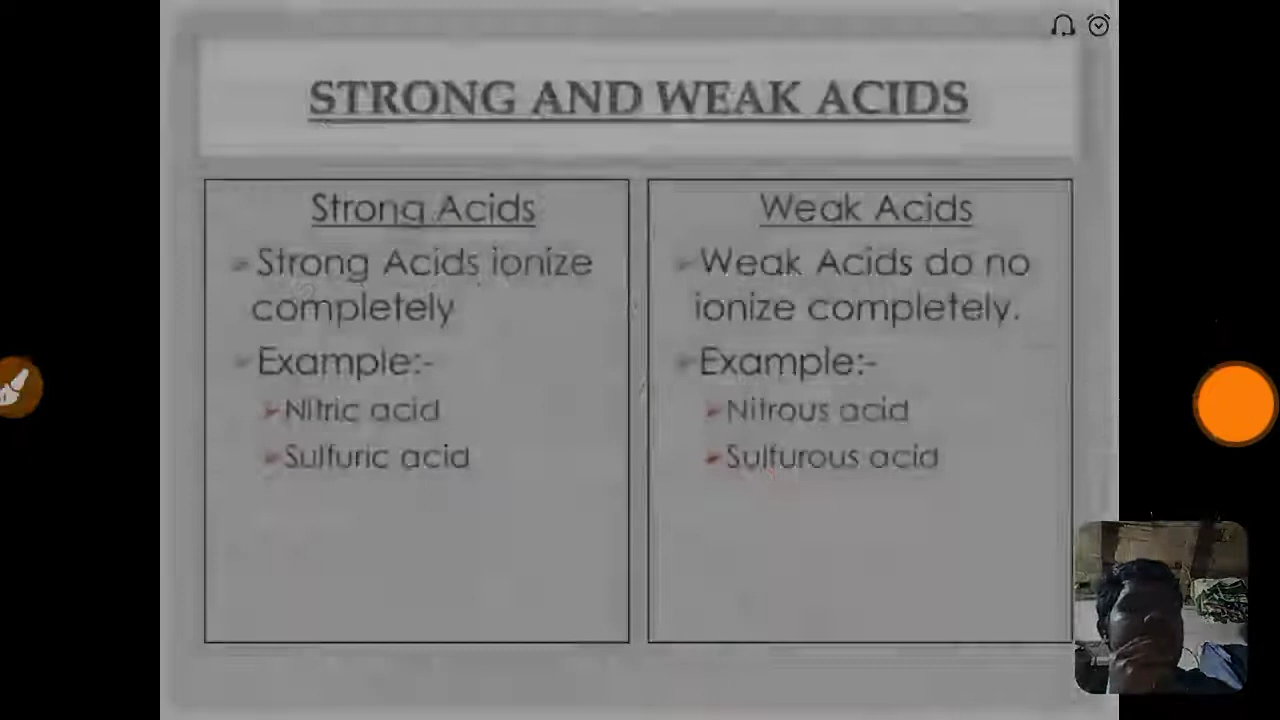 STRONG AND WEAK ACIDS
Strong Acids
Strong Acids ionize
completely
Example:-
Nitric acid
Sulfuric acid
Weak Acids
Weak Acids do no
ionize completely.
Example:-
Nitrous acid
Sulfurous acid